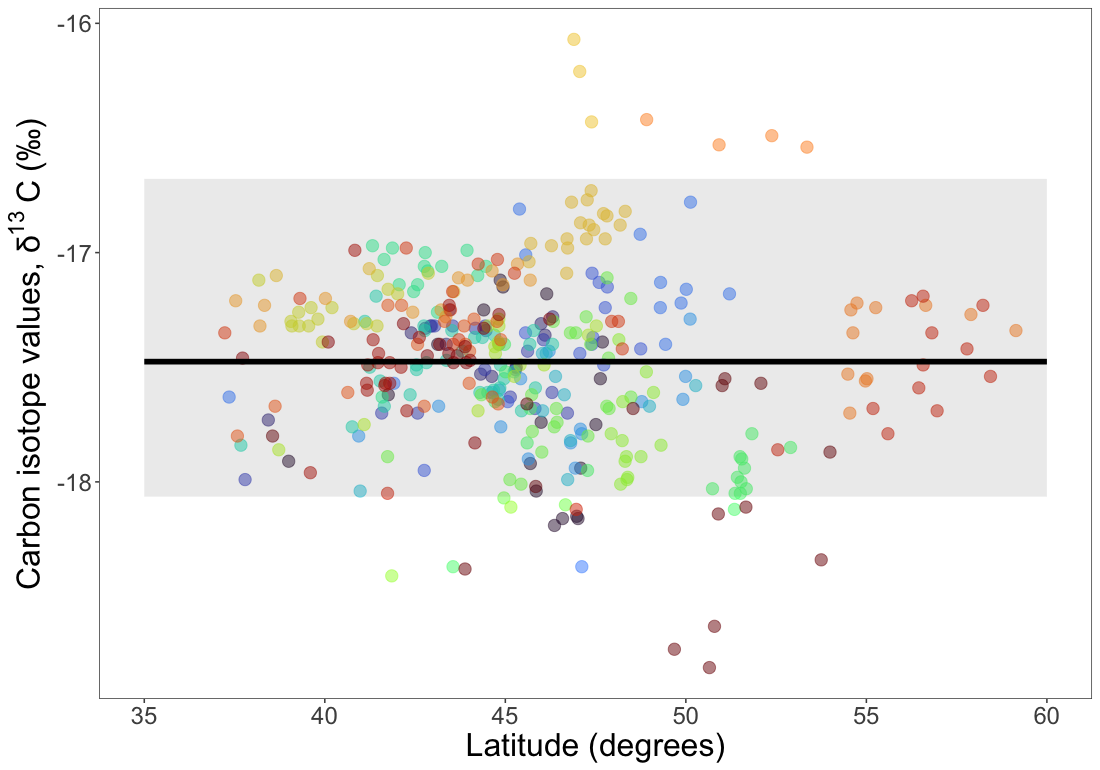 Carbon isotope values, δ¹³ C (‰)
-16
-17
-18
35 40 45 50 55 60
Latitude (degrees)